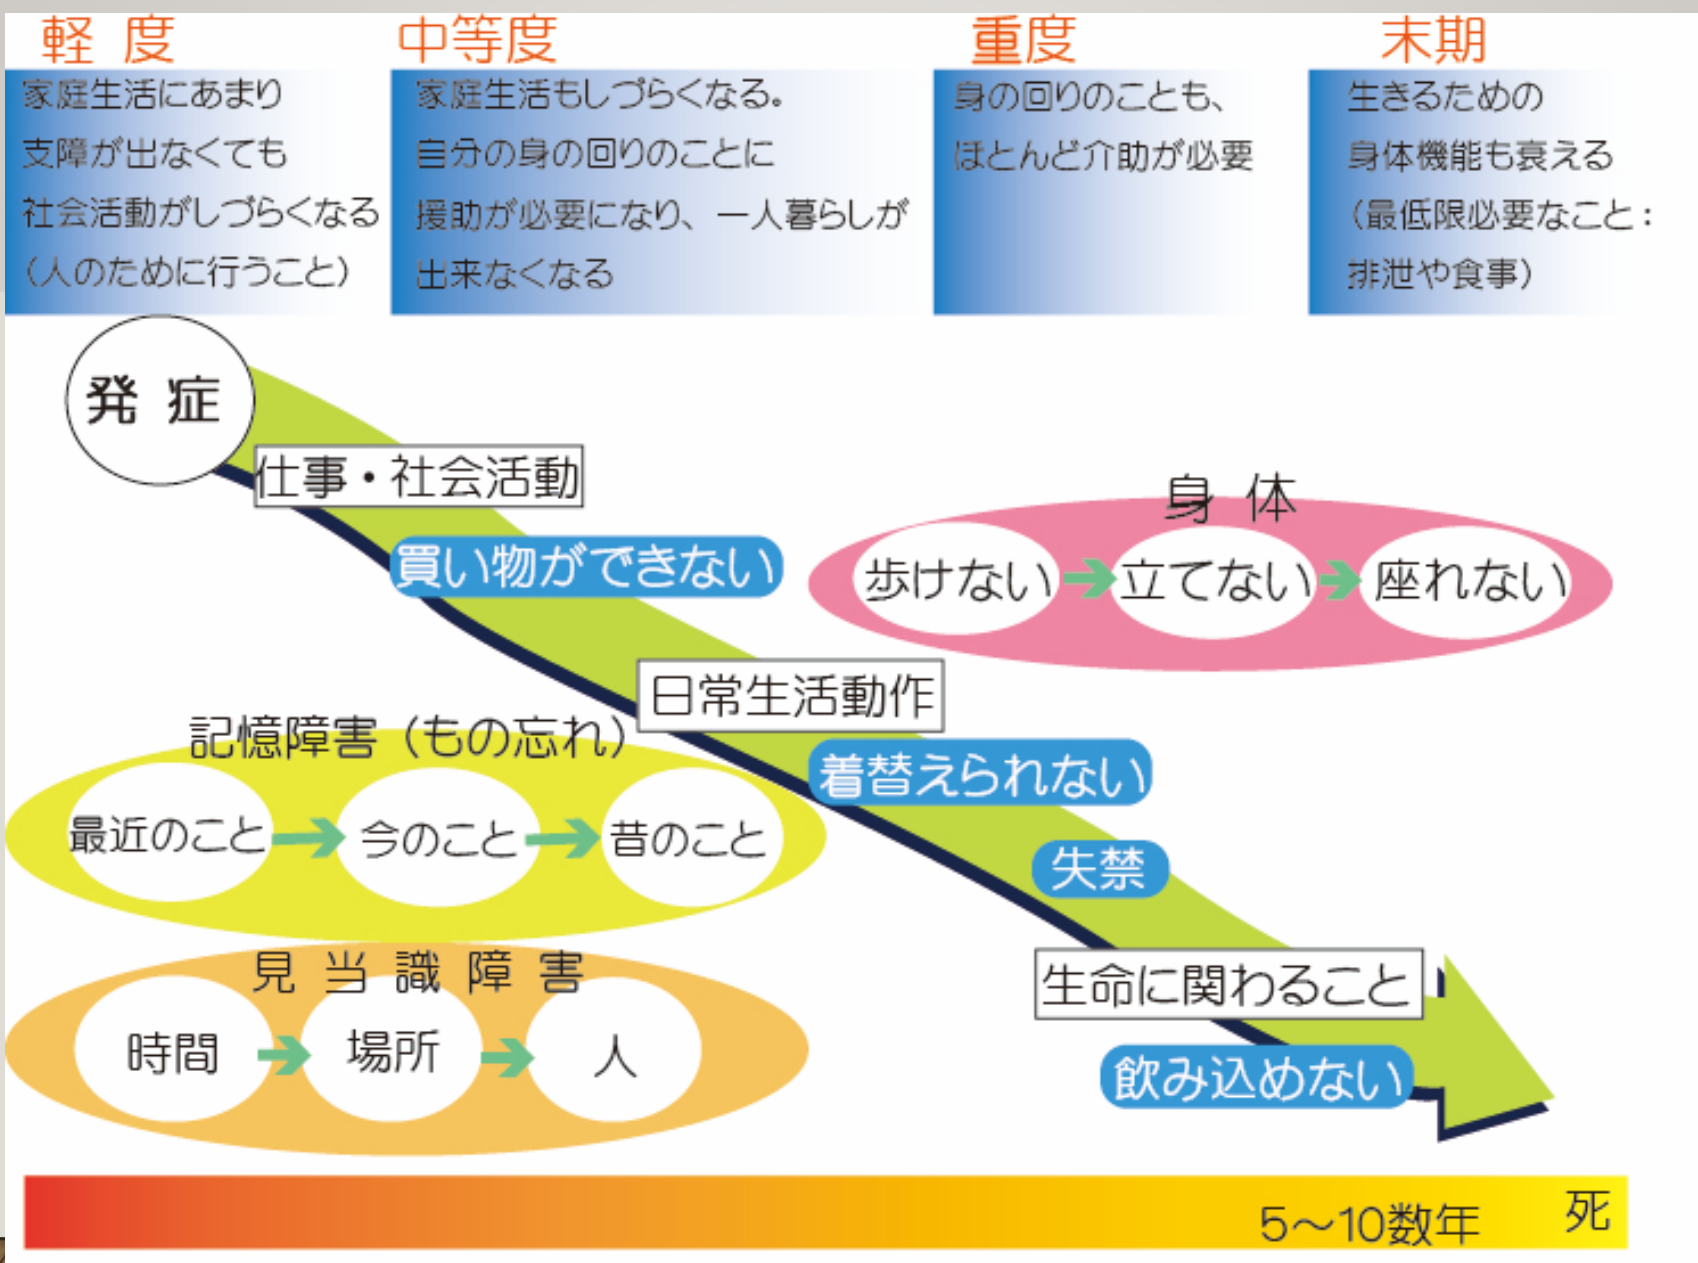 軽 度
家庭生活にあまり
支障が出なくても
社会活動がしづらくなる
（人のために行うこと）
中等度
家庭生活もしづらくなる。
自分の身の回りのことに
援助が必要になり、一人暮らしが
出来なくなる
重度
身の回りのことも、
ほとんど介助が必要
末期
生きるための
身体機能も衰える
（最低限必要なこと：
排泄や食事）
発 症
仕事・社会活動
買い物ができない
身 体
歩けない
立てない
座れない
日常生活動作
着替えられない
失禁
記憶障害（もの忘れ）
最近のこと
今のこと
昔のこと
見 当 識 障 害
時間
場所
人
生命に関わること
飲み込めない
5～10数年
死